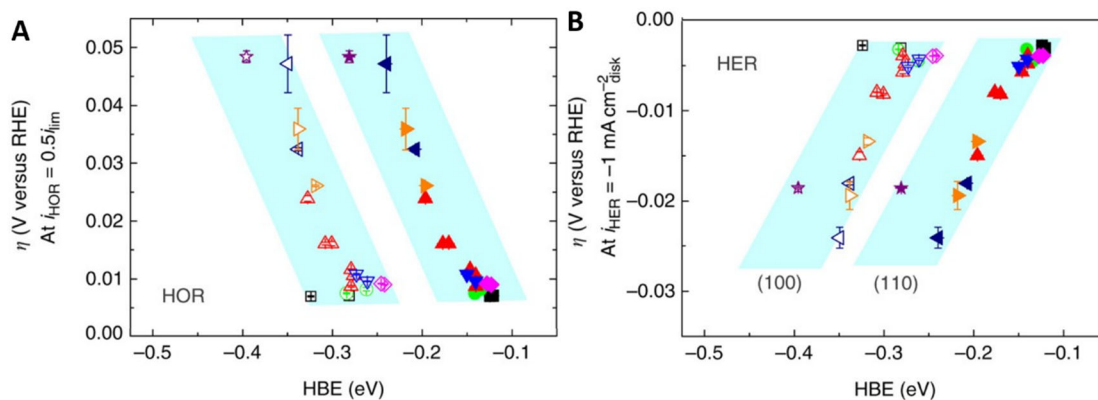 A
η (V versus RHE)
At iHOR = 0.5ilim
0.05
0.04
0.03
0.02
0.01
0.00
HOR
−0.5
−0.4
−0.3
−0.2
−0.1
HBE (eV)
B
η (V versus RHE)
At iHER = −1 mA cm−2disk
0.00
−0.01
−0.02
−0.03
HER
(100)
(110)
−0.5
−0.4
−0.3
−0.2
−0.1
HBE (eV)